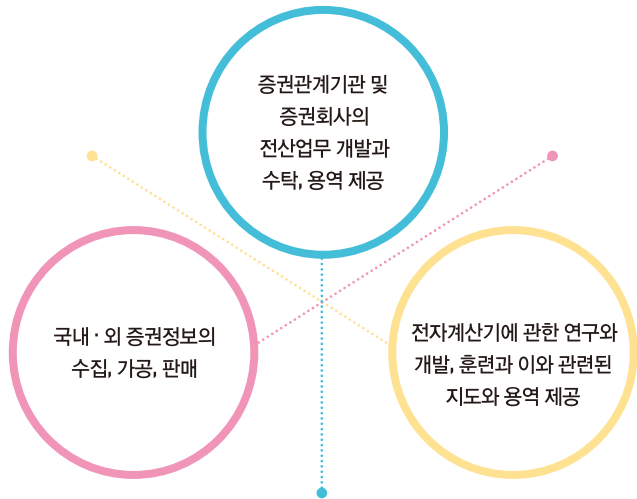 증권관계기관 및
증권회사의
전산업무 개발과
수탁, 용역 제공
국내 · 외 증권정보의
수집, 가공, 판매
전자계산기에 관한 연구와
개발, 훈련과 이와 관련된
지도와 용역 제공